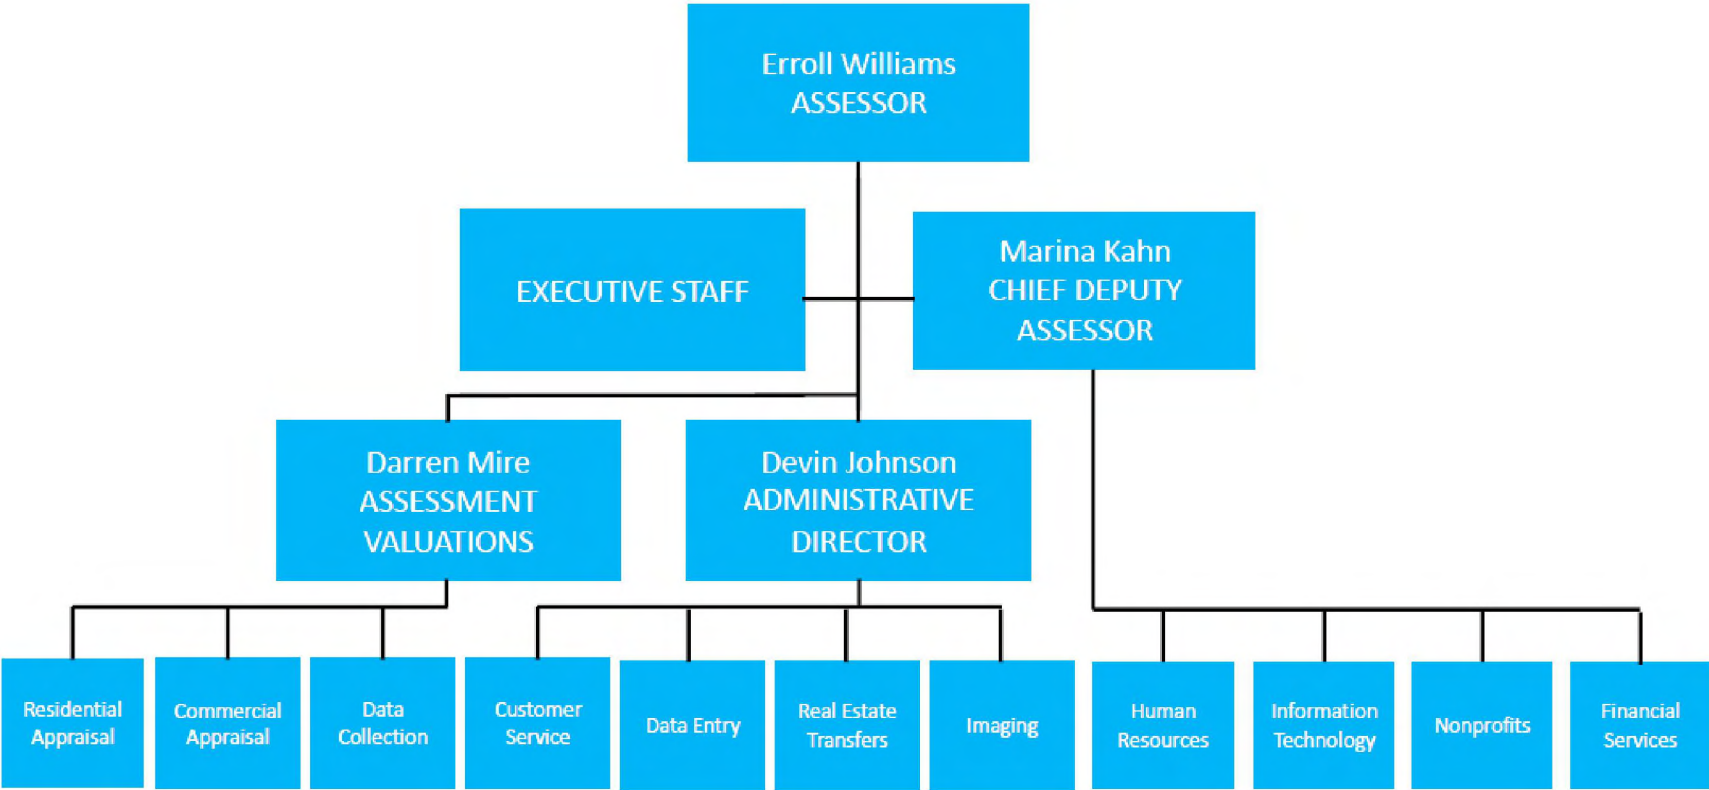 Erroll Williams
ASSESSOR
EXECUTIVE STAFF
Marina Kahn
CHIEF DEPUTY
ASSESSOR
Darren Mire
ASSESSMENT
VALUATIONS
Devin Johnson
ADMINISTRATIVE
DIRECTOR
Residential
Appraisal
Commercial
Appraisal
Data
Collection
Customer
Service
Data Entry
Real Estate
Transfers
Imaging
Human
Resources
Information
Technology
Nonprofits
Financial
Services